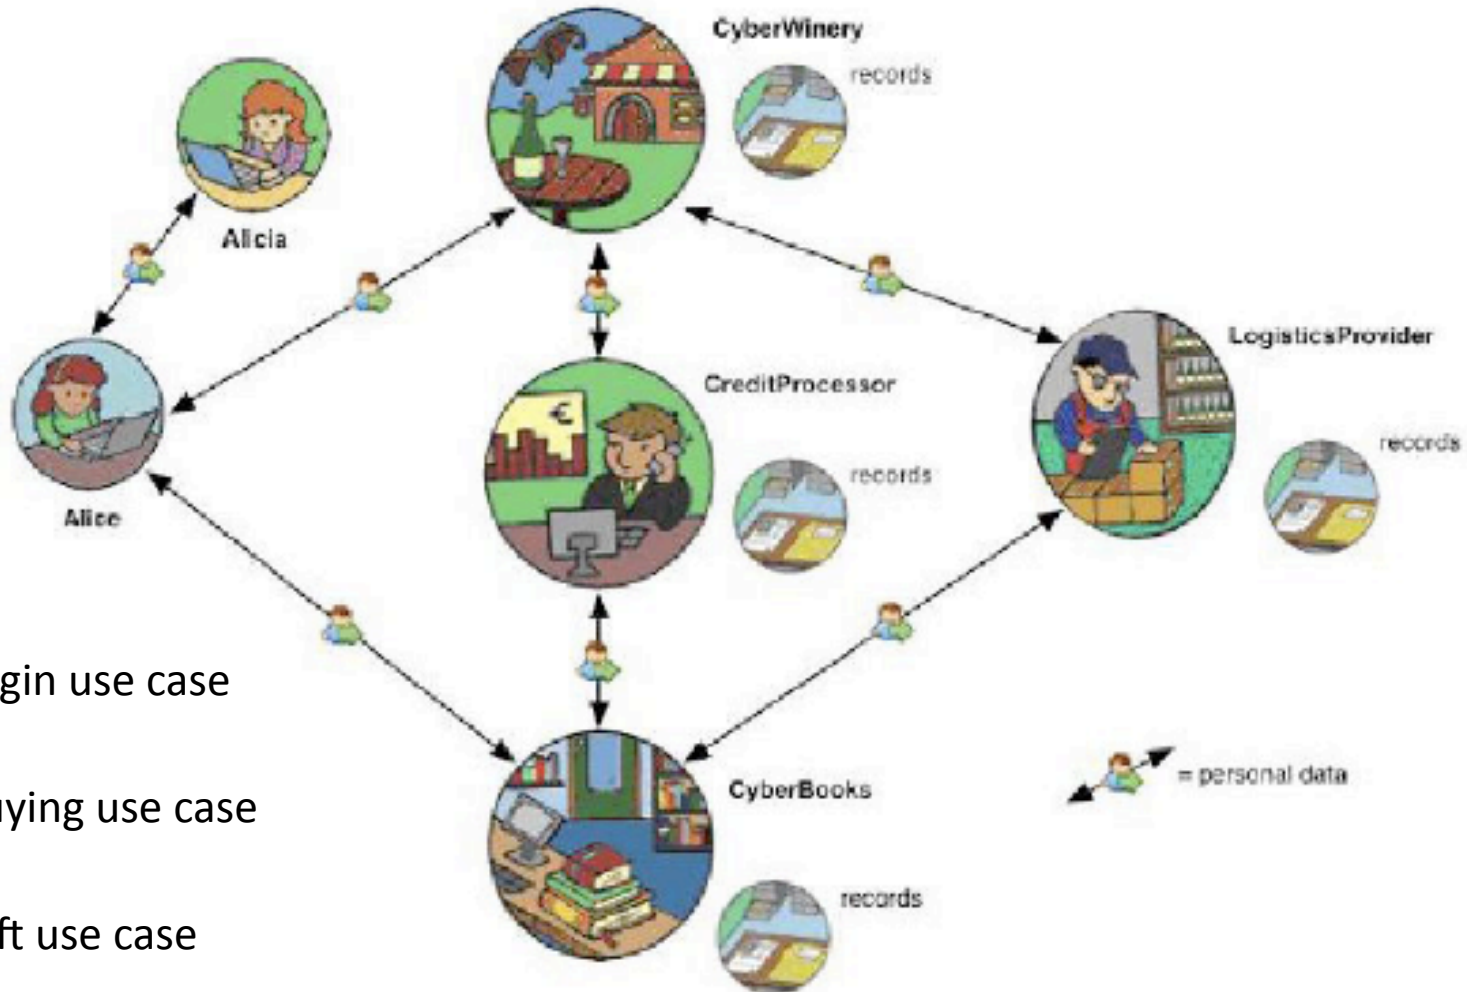 CyberWinery
records
Alicia
LogisticsProvider
CreditProcessor
records
records
Alice
gin use case
CyberBooks
= personal data
ying use case
records
ft use case
€